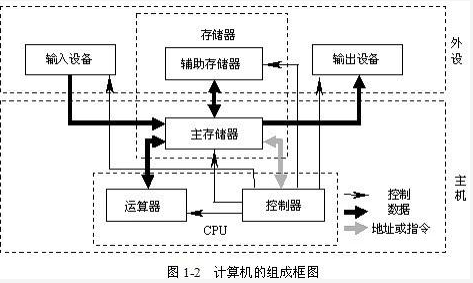 存储器
外设
输入设备
辅助存储器
输出设备
主存储器
主机
运算器
控制器
CPU
控制
数据
地址或指令
图 1-2 计算机的组成框图